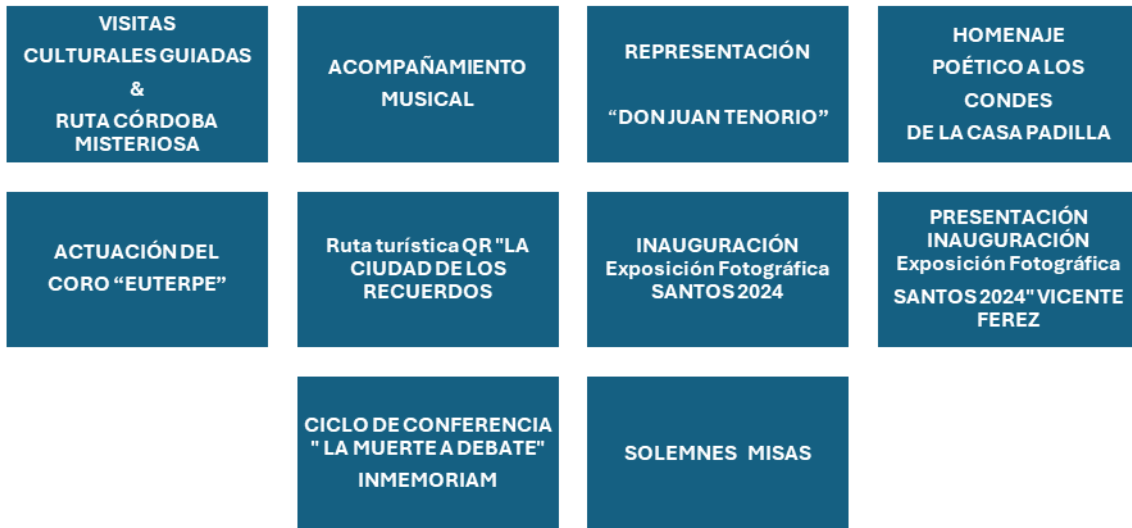 VISITAS
CULTURALES GUIADAS
&
RUTA CÓRDOBA
MISTERIOSA
ACOMPAÑAMIENTO
MUSICAL
REPRESENTACIÓN
“DON JUAN TENORIO”
HOMENAJE
POÉTICO A LOS
CONDES
DE LA CASA PADILLA
ACTUACIÓN DEL
CORO “EUTERPE”
Ruta turística QR "LA
CIUDAD DE LOS
RECUERDOS
INAUGURACIÓN
Exposición Fotográfica
SANTOS 2024
PRESENTACIÓN
INAUGURACIÓN
Exposición Fotográfica
SANTOS 2024" VICENTE
FEREZ
CICLO DE CONFERENCIA
" LA MUERTE A DEBATE"
INMEMORIAM
SOLEMNES MISAS